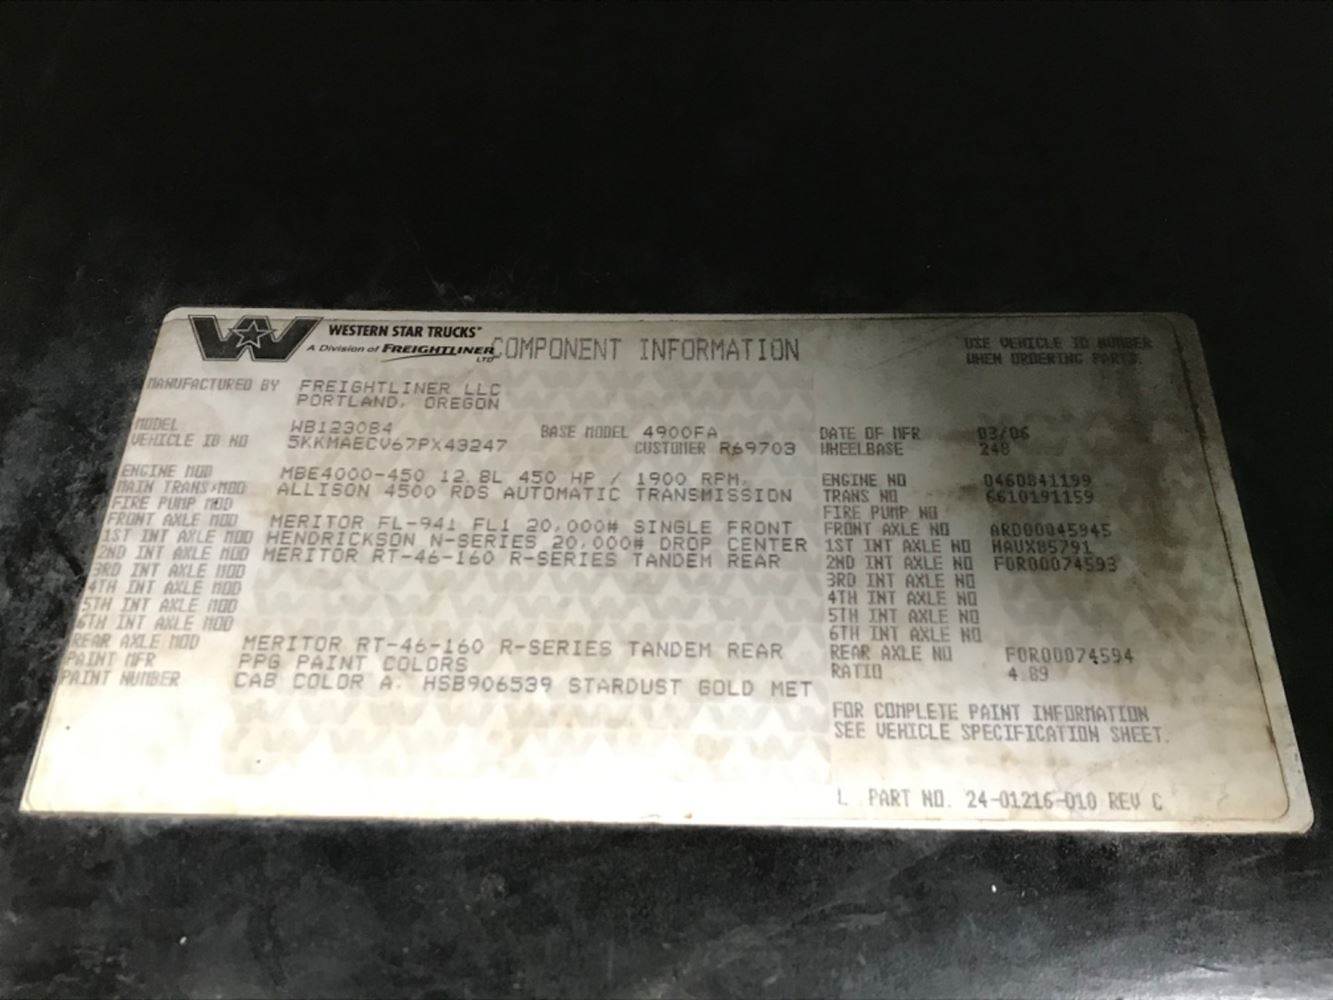 WESTERN STAR TRUCKS
A Division of FREIGHTLINER LTD
COMPONENT INFORMATION
USE VEHICLE ID NUMBER
WHEN ORDERING PARTS.
MANUFACTURED BY FREIGHTLINER LLC
PORTLAND, OREGON
MODEL WB123084 BASE MODEL 4900FA DATE OF MFR 03/06
VEHICLE ID NO 5KKMAECV67PX43247 CUSTOMER R69703 WHEELBASE 248
ENGINE MOD MBE4000-450 12.8L 450 HP / 1900 RPM, ENGINE NO 0460841199
MAIN TRANS MOD ALLISON 4500 RDS AUTOMATIC TRANSMISSION TRANS NO 6610191159
FIRE PUMP MOD FIRE PUMP NO
FRONT AXLE MOD MERITOR FL-941 FL1 20,000# SINGLE FRONT FRONT AXLE NO ARD00045945
1ST INT AXLE MOD HENDRICKSON N-SERIES 20,000# DROP CENTER 1ST INT AXLE NO HAUX85791
2ND INT AXLE MOD MERITOR RT-46-160 R-SERIES TANDEM REAR 2ND INT AXLE NO FOR00074593
3RD INT AXLE MOD 3RD INT AXLE NO
4TH INT AXLE MOD 4TH INT AXLE NO
5TH INT AXLE MOD 5TH INT AXLE NO
6TH INT AXLE MOD 6TH INT AXLE NO
REAR AXLE MOD MERITOR RT-46-160 R-SERIES TANDEM REAR REAR AXLE NO FOR00074594
PAINT MFR PPG PAINT COLORS RATIO 4.89
PAINT NUMBER CAB COLOR A: HSB906539 STARDUST GOLD MET
FOR COMPLETE PAINT INFORMATION
SEE VEHICLE SPECIFICATION SHEET.
L PART NO. 24-01216-010 REV C